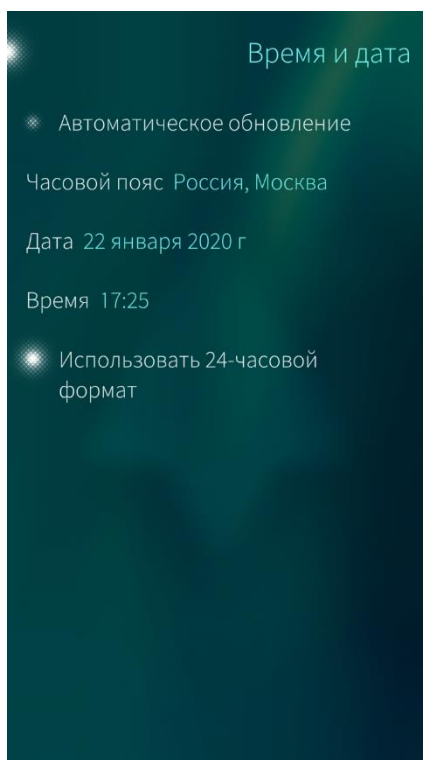 Время и дата
Автоматическое обновление
Часовой пояс Россия, Москва
Дата 22 января 2020 г
Время 17:25
Использовать 24-часовой
формат